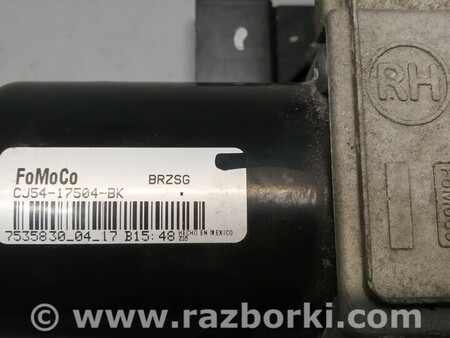 RH
FoMoCo
BRZSG
CJ54-17504-BK
7535830_04_17 B15:48
HECHO EN MEXICO
www.razborki.com